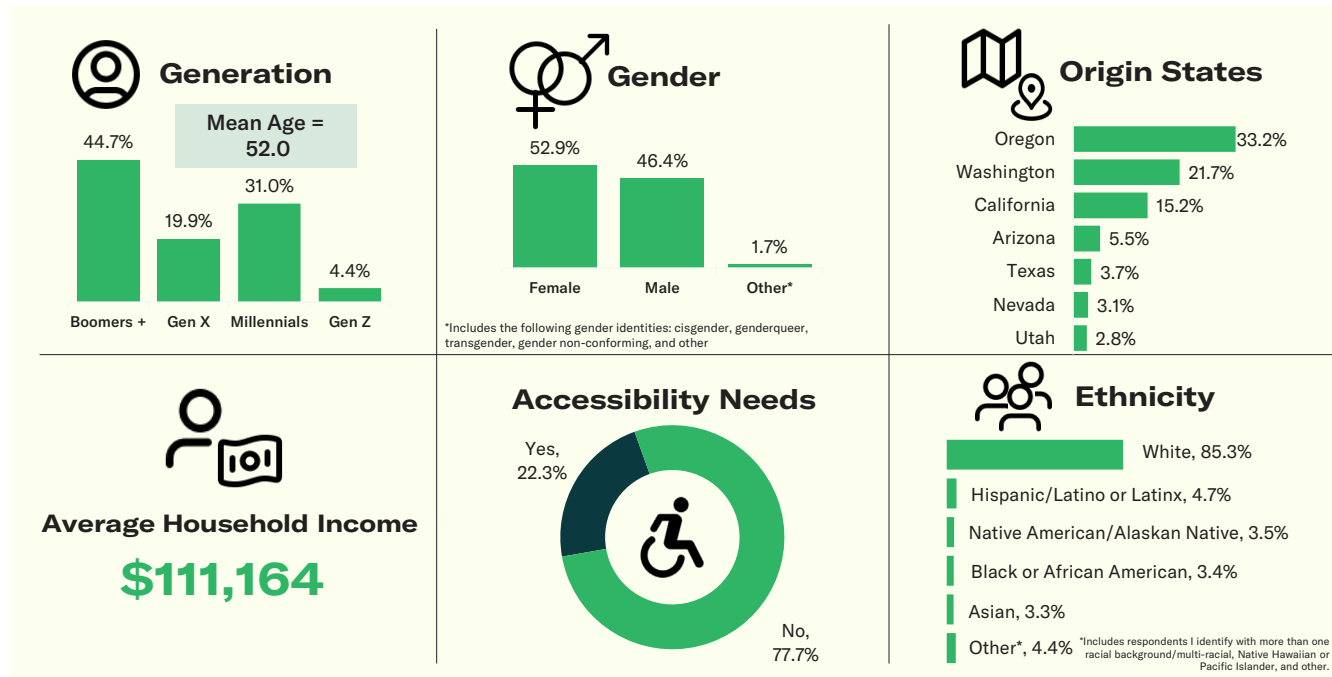 Generation
Mean Age =
52.0
44.7%
19.9%
31.0%
4.4%
Boomers +
Gen X
Millennials
Gen Z
Gender
52.9%
46.4%
1.7%
Female
Male
Other*
*Includes the following gender identities: cisgender, genderqueer,
transgender, gender non-conforming, and other
Origin States
Oregon 33.2%
Washington 21.7%
California 15.2%
Arizona 5.5%
Texas 3.7%
Nevada 3.1%
Utah 2.8%
Average Household Income
$111,164
Accessibility Needs
Yes,
22.3%
No,
77.7%
Ethnicity
White, 85.3%
Hispanic/Latino or Latinx, 4.7%
Native American/Alaskan Native, 3.5%
Black or African American, 3.4%
Asian, 3.3%
Other*, 4.4%
*Includes respondents I identify with more than one
racial background/multi-racial, Native Hawaiian or
Pacific Islander, and other.